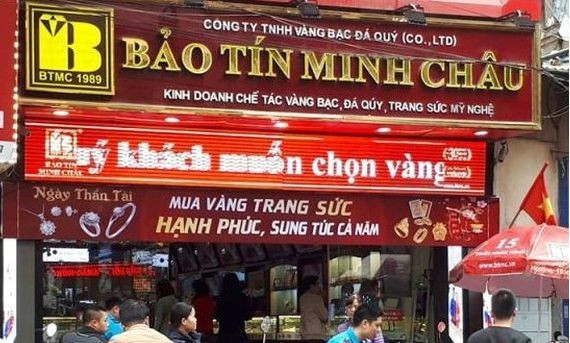 CÔNG TY TNHH VÀNG BẠC ĐÁ QUÝ (CO., LTD)
BTMC 1989
BẢO TÍN MINH CHÂU
KINH DOANH CHẾ TÁC VÀNG BẠC, ĐÁ QUÝ, TRANG SỨC MỸ NGHỆ
BẢO TÍN
MINH CHÂU
quý khách muốn chọn vàng
Ngày Thần Tài
MUA VÀNG TRANG SỨC
HẠNH PHÚC, SUNG TÚC CẢ NĂM
15